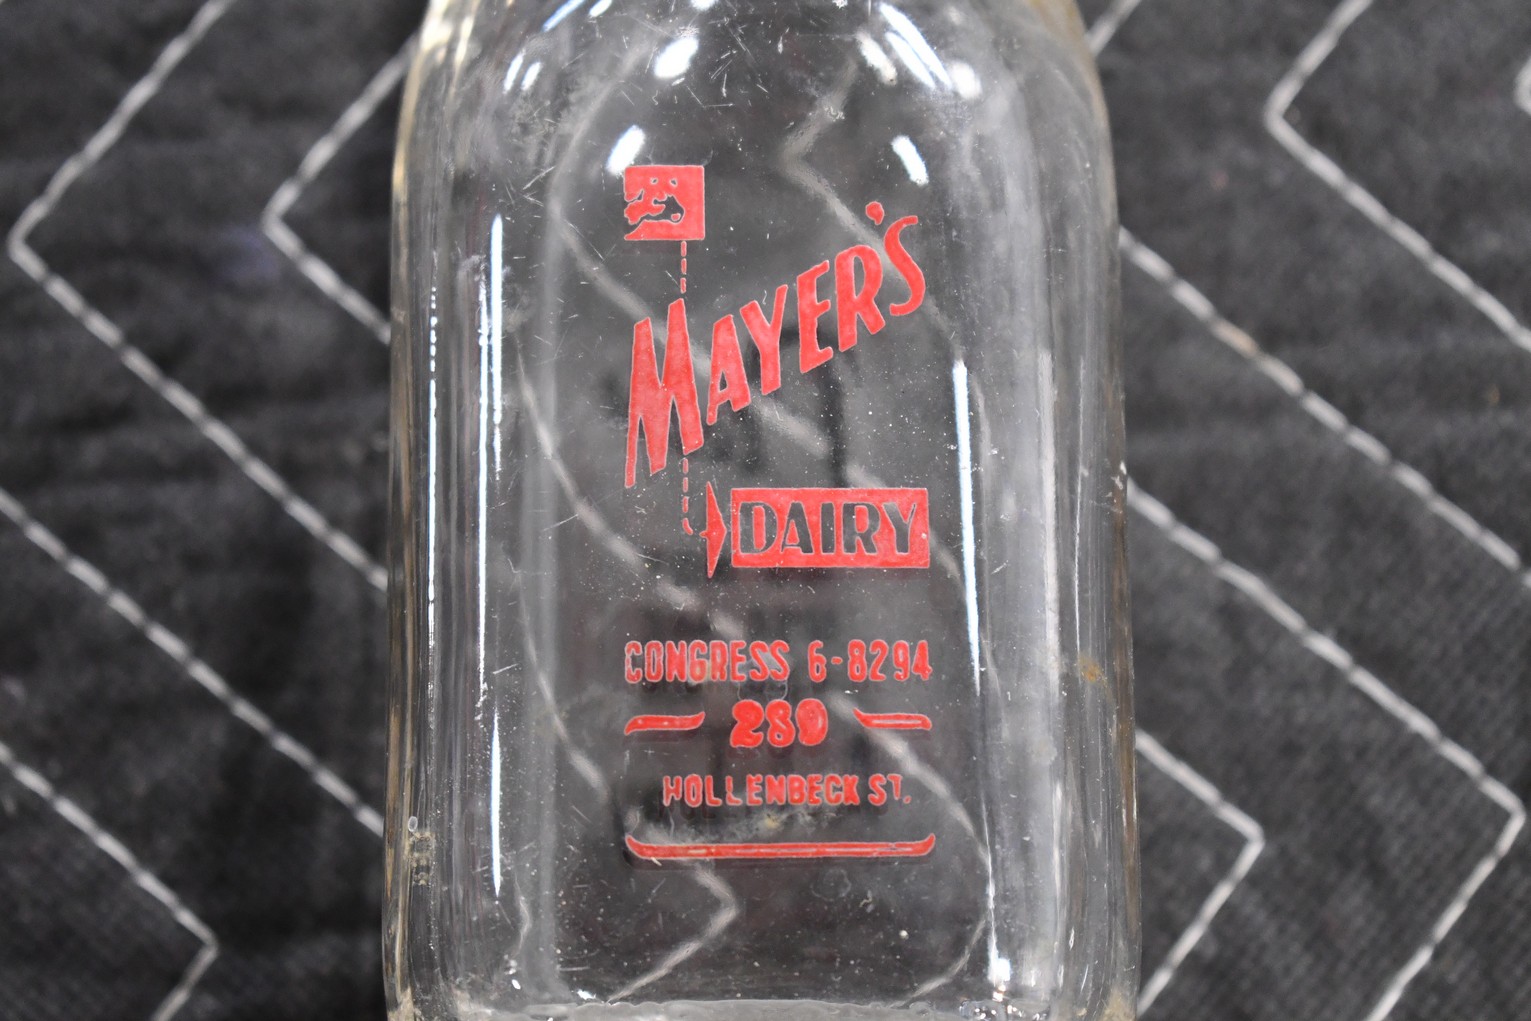 MAYER'S
DAIRY
CONGRESS 6-8294
289
HOLLENBECK ST.